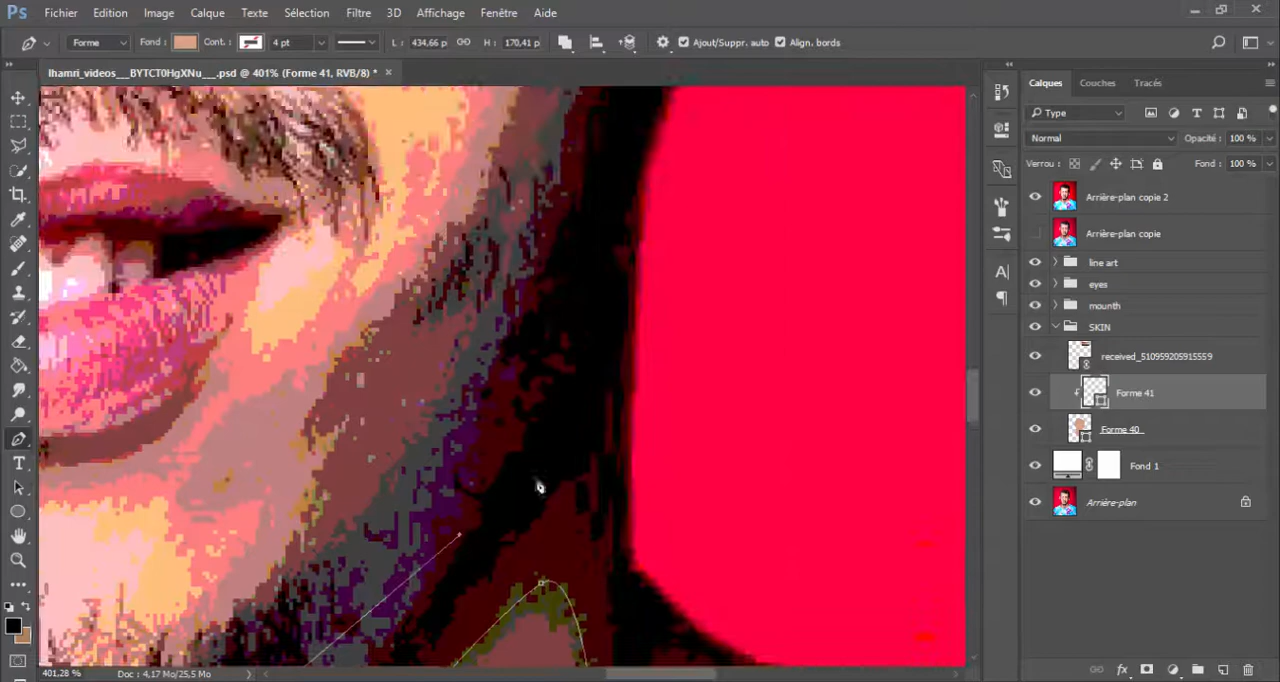 Ps Fichier Edition Image Calque Texte Sélection Filtre 3D Affichage Fenêtre Aide
Forme Fond : Cont. : 4 pt L : 434,66 p H : 170,41 p Ajout/Suppr. auto Align. bords
lhamri_videos___BYTCT0HgXNu___.psd @ 401% (Forme 41, RVB/8) *
Calques Couches Tracés
Type
Normal Opacité : 100 %
Verrou : Fond : 100 %
Arrière-plan copie 2
Arrière-plan copie
line art
eyes
mounth
SKIN
received_510959205915559
Forme 41
Forme 40
Fond 1
Arrière-plan
401,28 % Doc : 4,17 Mo/25,5 Mo